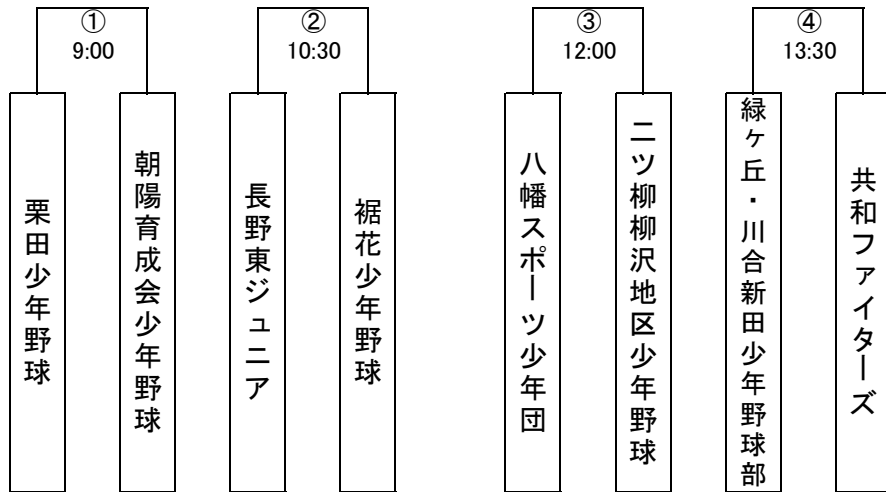 ①
9:00
②
10:30
③
12:00
④
13:30
栗田少年野球
朝陽育成会少年野球
長野東ジュニア
裾花少年野球
八幡スポーツ少年団
二ツ柳柳沢地区少年野球
緑ヶ丘・川合新田少年野球部
共和ファイターズ